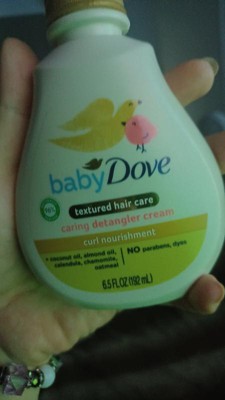 baby Dove
textured hair care
caring detangler cream
curl nourishment
+ coconut oil, almond oil,
calendula, chamomile,
oatmeal
NO parabens, dyes
6.5 FL OZ (192 mL)